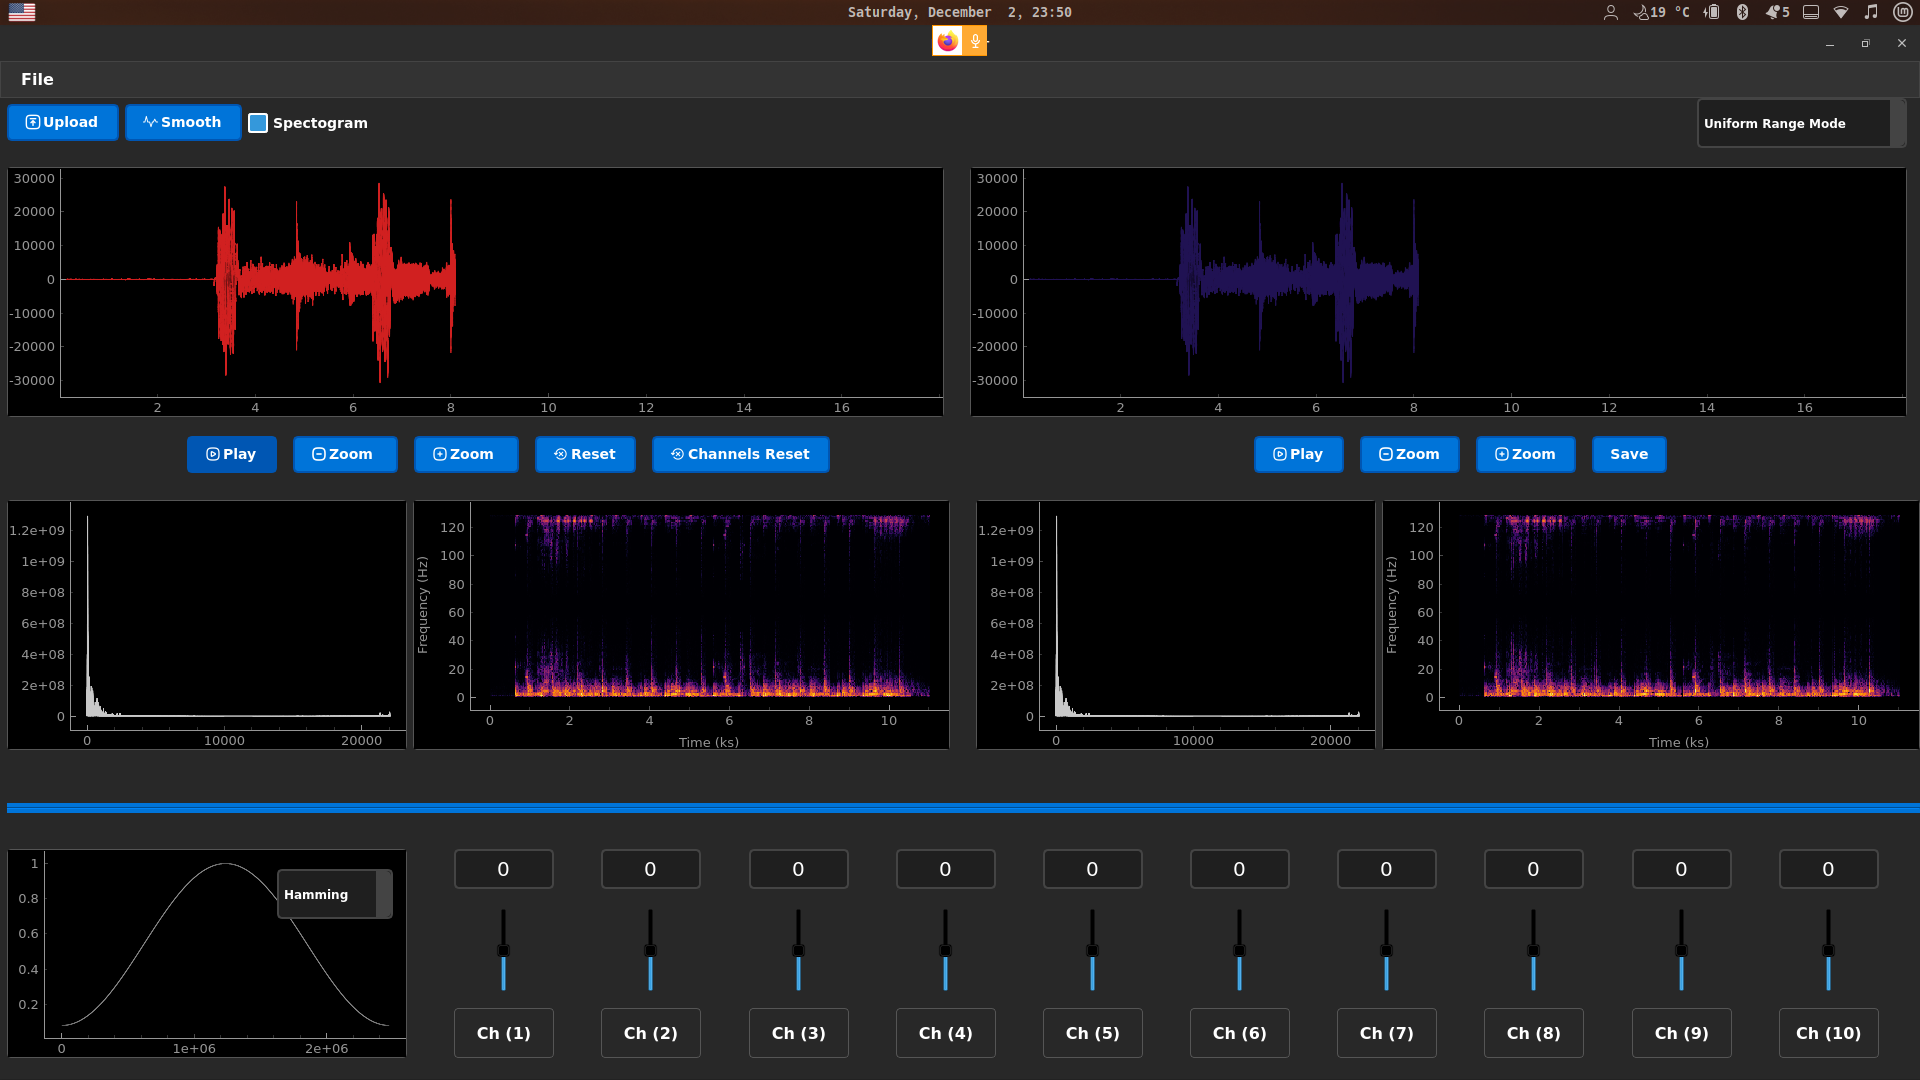 Saturday, December  2, 23:50
19 °C
5
File
Upload Smooth Spectogram
Uniform Range Mode
30000
20000
10000
0
-10000
-20000
-30000
2 4 6 8 10 12 14 16
30000
20000
10000
0
-10000
-20000
-30000
2 4 6 8 10 12 14 16
Play Zoom Zoom Reset Channels Reset
Play Zoom Zoom Save
1.2e+09
1e+09
8e+08
6e+08
4e+08
2e+08
0
0 10000 20000
Frequency (Hz)
120
100
80
60
40
20
0
0 2 4 6 8 10
Time (ks)
1.2e+09
1e+09
8e+08
6e+08
4e+08
2e+08
0
0 10000 20000
Frequency (Hz)
120
100
80
60
40
20
0
0 2 4 6 8 10
Time (ks)
1
0.8
0.6
0.4
0.2
0 1e+06 2e+06
Hamming
0 0 0 0 0 0 0 0 0 0
Ch (1) Ch (2) Ch (3) Ch (4) Ch (5) Ch (6) Ch (7) Ch (8) Ch (9) Ch (10)